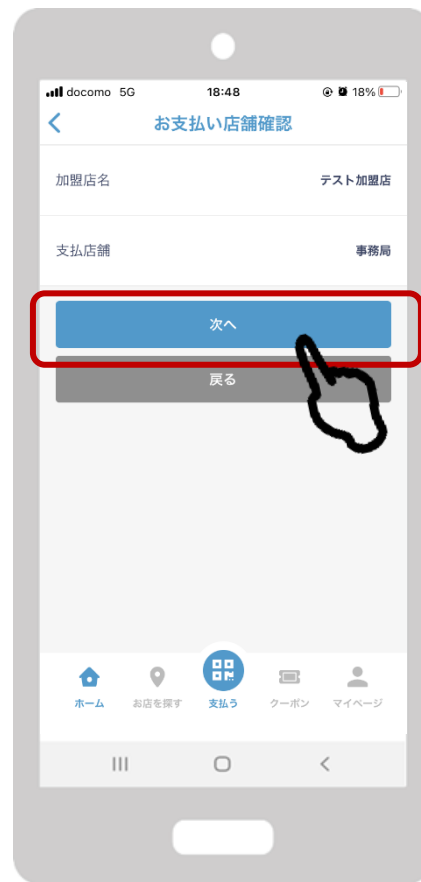 docomo 5G 18:48 18%
お支払い店舗確認
加盟店名 テスト加盟店
支払店舗 事務局
次へ
戻る
ホーム お店を探す 支払う クーポン マイページ